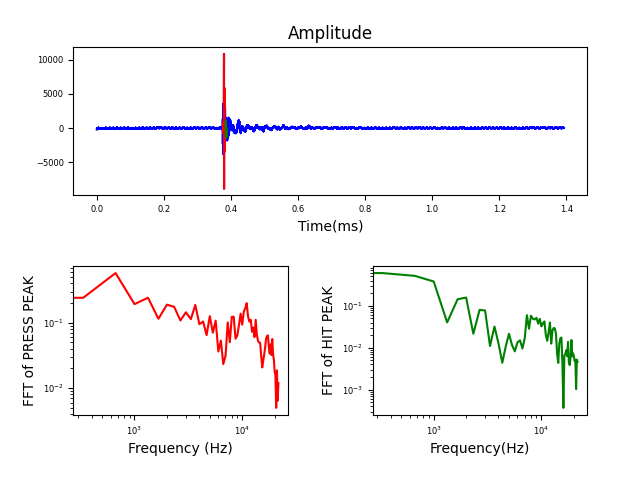 Amplitude
10000
5000
0
−5000
0.0 0.2 0.4 0.6 0.8 1.0 1.2 1.4
Time(ms)
FFT of PRESS PEAK
10⁻¹
10⁻²
10³ 10⁴
Frequency (Hz)
FFT of HIT PEAK
10⁻¹
10⁻²
10⁻³
10³ 10⁴
Frequency(Hz)